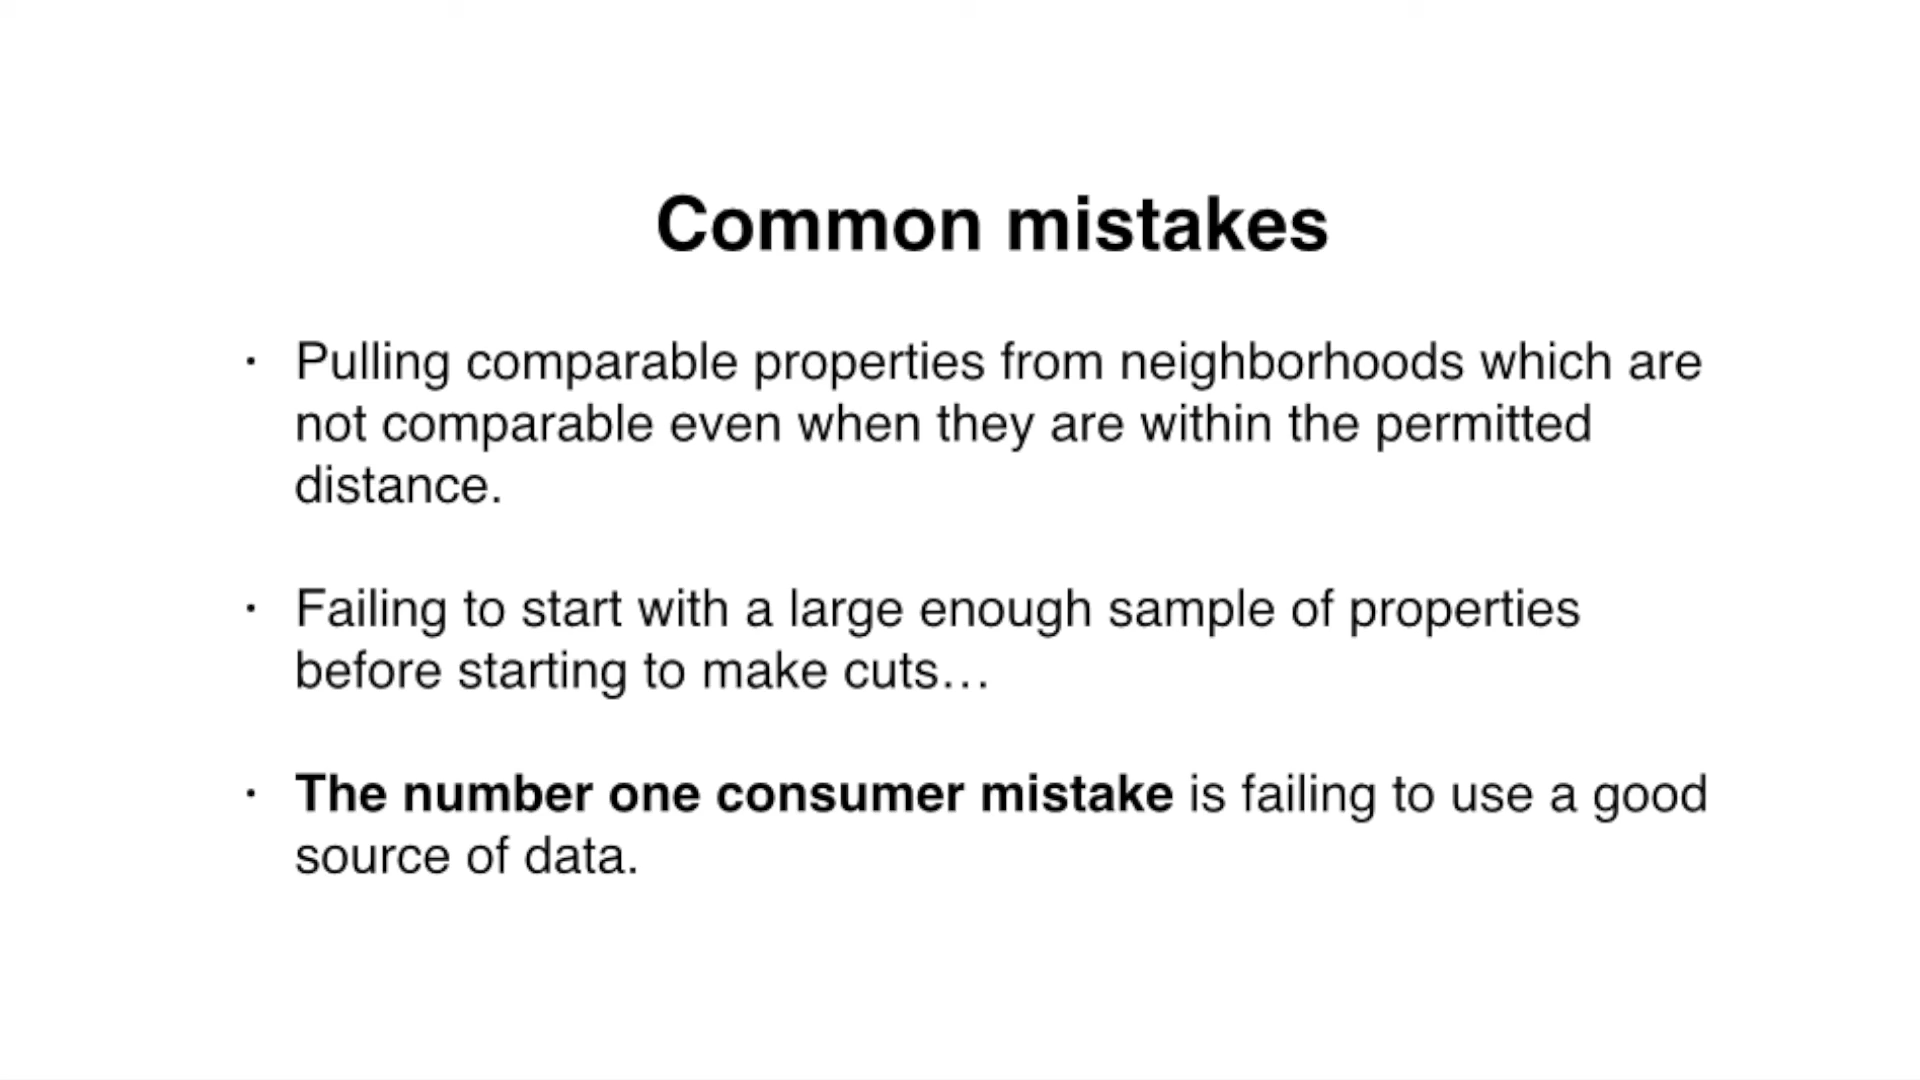 Common mistakes
· Pulling comparable properties from neighborhoods which are
not comparable even when they are within the permitted
distance.
· Failing to start with a large enough sample of properties
before starting to make cuts…
· The number one consumer mistake is failing to use a good
source of data.